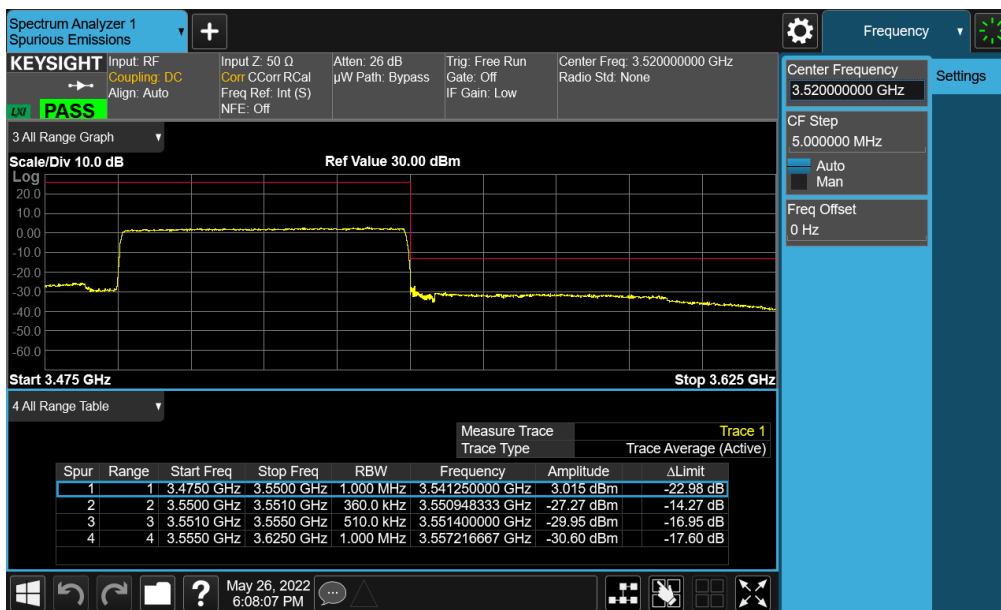 Spectrum Analyzer 1
Spurious Emissions
Frequency
KEYSIGHT
Input: RF
Coupling: DC
Align: Auto
Input Z: 50 Ω
Corr CCorr RCal
Freq Ref: Int (S)
NFE: Off
Atten: 26 dB
µW Path: Bypass
Trig: Free Run
Gate: Off
IF Gain: Low
Center Freq: 3.520000000 GHz
Radio Std: None
LXI
PASS
Center Frequency
3.520000000 GHz
Settings
CF Step
5.000000 MHz
Auto
Man
Freq Offset
0 Hz
3 All Range Graph
Scale/Div 10.0 dB Ref Value 30.00 dBm
Log
20.0
10.0
0.00
-10.0
-20.0
-30.0
-40.0
-50.0
-60.0
Start 3.475 GHz Stop 3.625 GHz
4 All Range Table
Measure Trace Trace 1
Trace Type Trace Average (Active)
Spur Range Start Freq Stop Freq RBW Frequency Amplitude ΔLimit
1 1 3.4750 GHz 3.5500 GHz 1.000 MHz 3.541250000 GHz 3.015 dBm -22.98 dB
2 2 3.5500 GHz 3.5510 GHz 360.0 kHz 3.550948333 GHz -27.27 dBm -14.27 dB
3 3 3.5510 GHz 3.5550 GHz 510.0 kHz 3.551400000 GHz -29.95 dBm -16.95 dB
4 4 3.5550 GHz 3.6250 GHz 1.000 MHz 3.557216667 GHz -30.60 dBm -17.60 dB
May 26, 2022
6:08:07 PM